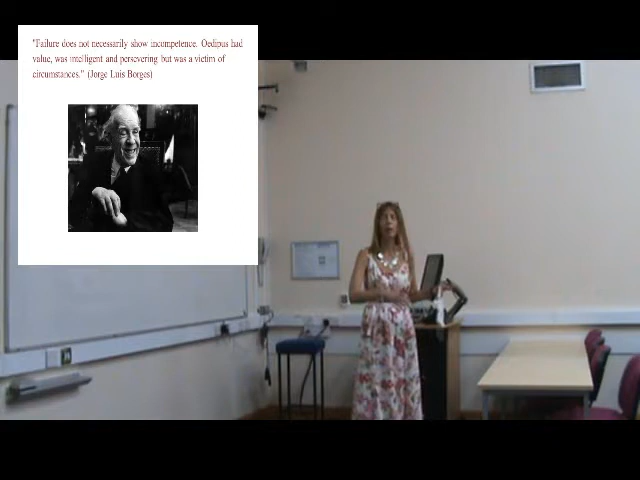 "Failure does not necessarily show incompetence. Oedipus had
value, was intelligent and persevering but was a victim of
circumstances." (Jorge Luis Borges)